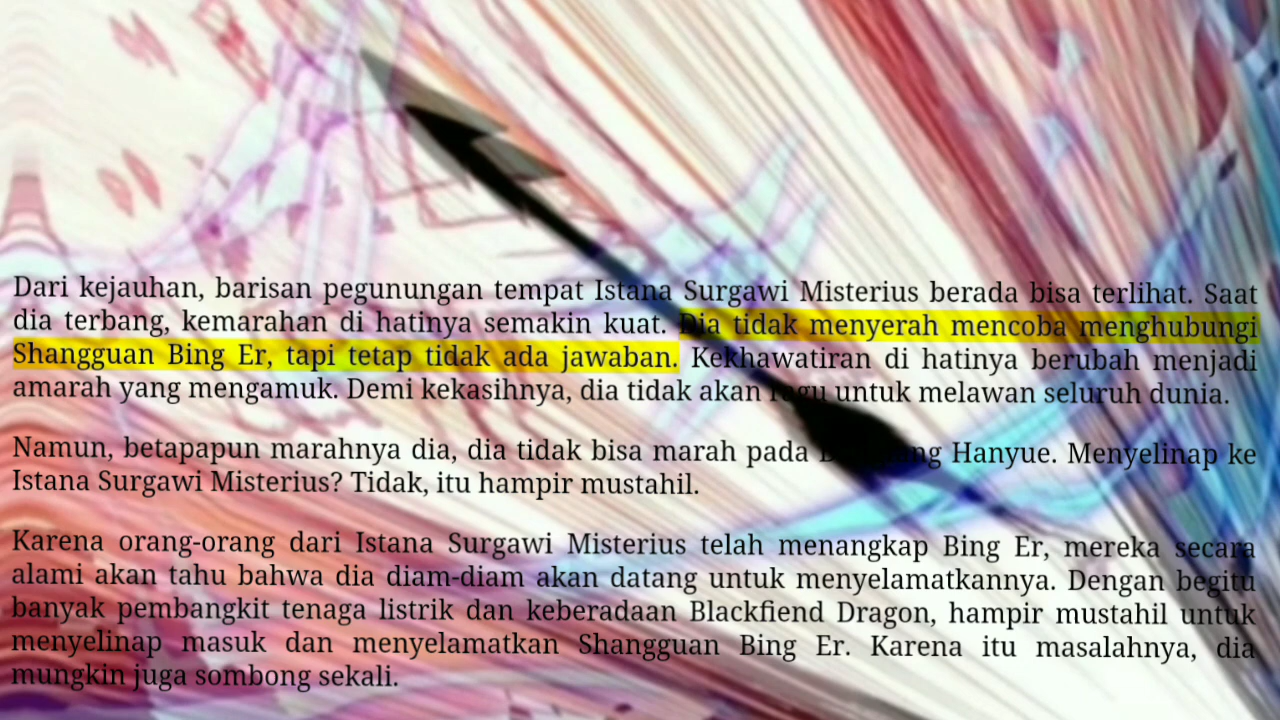 Dari kejauhan, barisan pegunungan tempat Istana Surgawi Misterius berada bisa terlihat. Saat
dia terbang, kemarahan di hatinya semakin kuat. Dia tidak menyerah mencoba menghubungi
Shangguan Bing Er, tapi tetap tidak ada jawaban. Kekhawatiran di hatinya berubah menjadi
amarah yang mengamuk. Demi kekasihnya, dia tidak akan ragu untuk melawan seluruh dunia.
Namun, betapapun marahnya dia, dia tidak bisa marah pada Hanyue. Menyelinap ke
Istana Surgawi Misterius? Tidak, itu hampir mustahil.
Karena orang-orang dari Istana Surgawi Misterius telah menangkap Bing Er, mereka secara
alami akan tahu bahwa dia diam-diam akan datang untuk menyelamatkannya. Dengan begitu
banyak pembangkit tenaga listrik dan keberadaan Blackfiend Dragon, hampir mustahil untuk
menyelinap masuk dan menyelamatkan Shangguan Bing Er. Karena itu masalahnya, dia
mungkin juga sombong sekali.